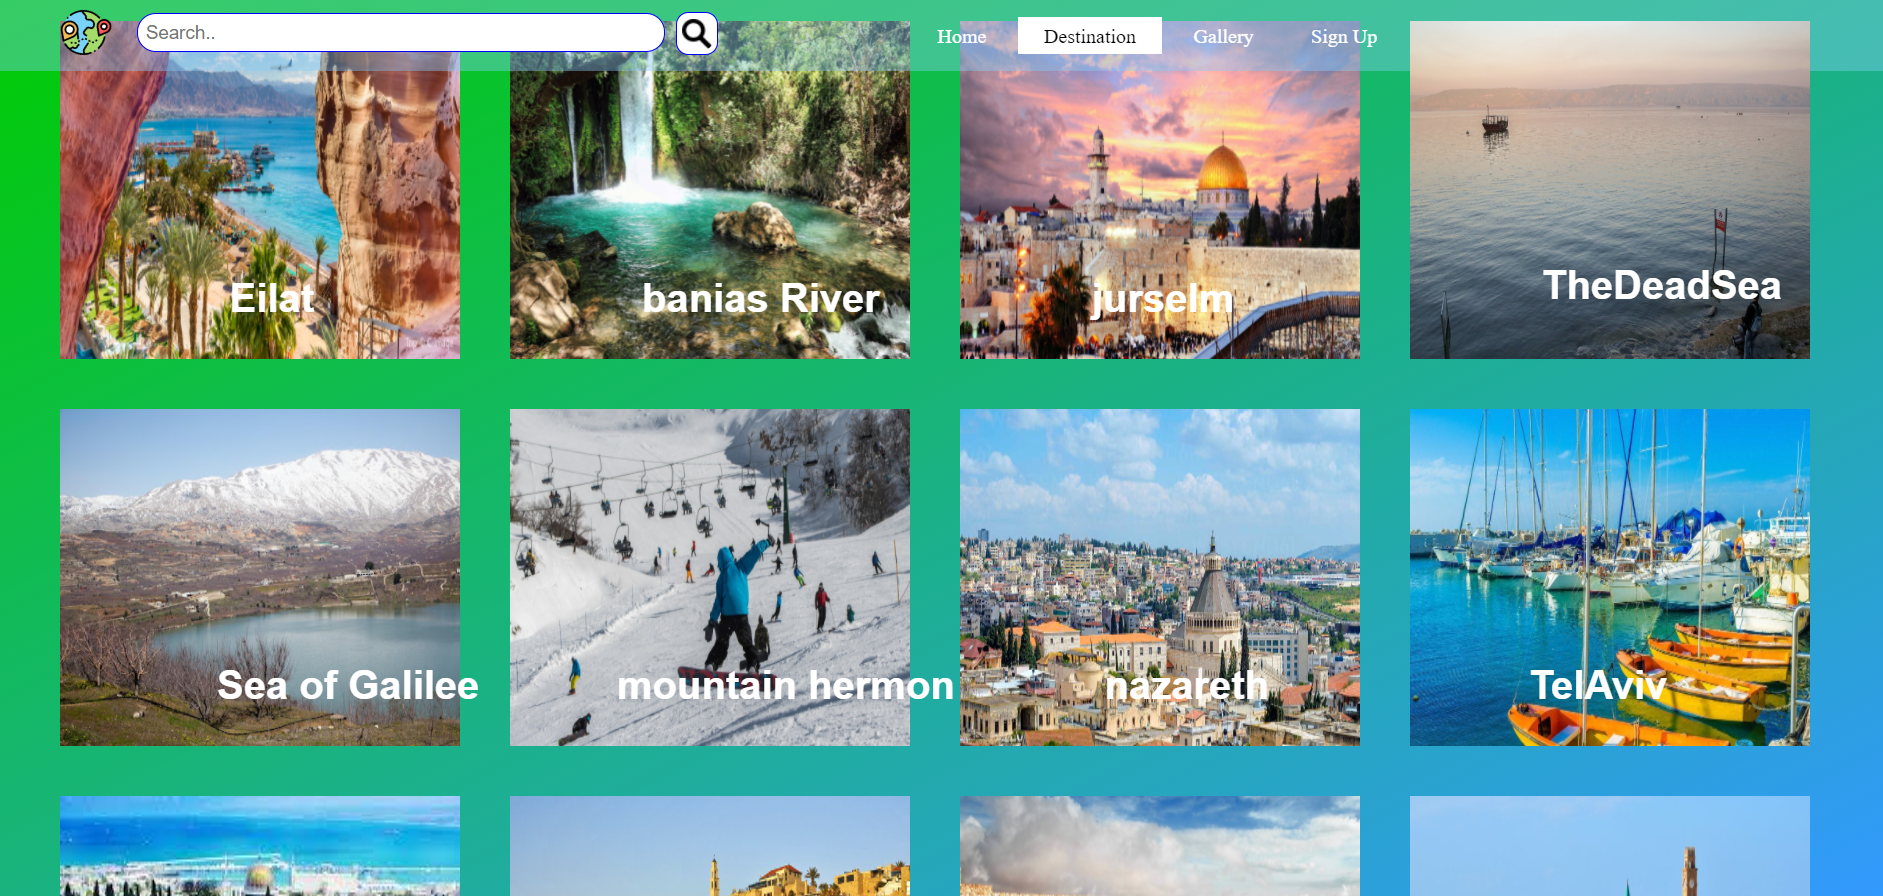 Search..
Home
Destination
Gallery
Sign Up
Eilat
banias River
jurselm
TheDeadSea
Sea of Galilee
mountain hermon
nazareth
TelAviv